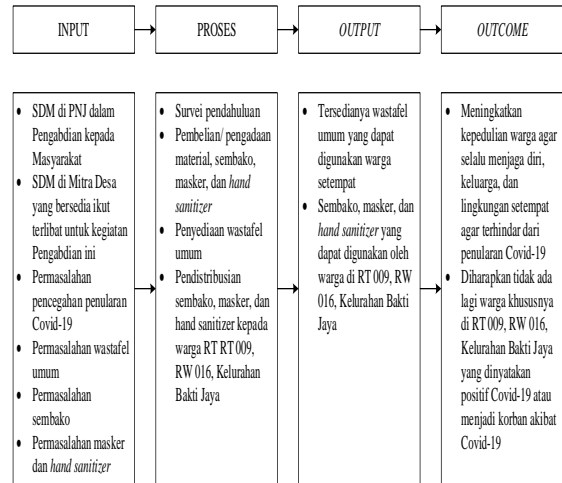 INPUT
PROSES
OUTPUT
OUTCOME
• SDM di PNJ dalam
Pengabdian kepada
Masyarakat
• SDM di Mitra Desa
yang bersedia ikut
terlibat untuk kegiatan
Pengabdian ini
• Permasalahan
pencegahan penularan
Covid-19
• Permasalahan wastafel
umum
• Permasalahan
sembako
• Permasalahan masker
dan hand sanitizer
• Survei pendahuluan
• Pembelian/ pengadaan
material, sembako,
masker, dan hand
sanitizer
• Penyediaan wastafel
umum
• Pendistribusian
sembako, masker, dan
hand sanitizer kepada
warga RT RT 009,
RW 016, Kelurahan
Bakti Jaya
• Tersedianya wastafel
umum yang dapat
digunakan warga
setempat
• Sembako, masker, dan
hand sanitizer yang
dapat digunakan oleh
warga di RT 009, RW
016, Kelurahan Bakti
Jaya
• Meningkatkan
kepedulian warga agar
selalu menjaga diri,
keluarga, dan
lingkungan setempat
agar terhindar dari
penularan Covid-19
• Diharapkan tidak ada
lagi warga khususnya
di RT 009, RW 016,
Kelurahan Bakti Jaya
yang dinyatakan
positif Covid-19 atau
menjadi korban akibat
Covid-19